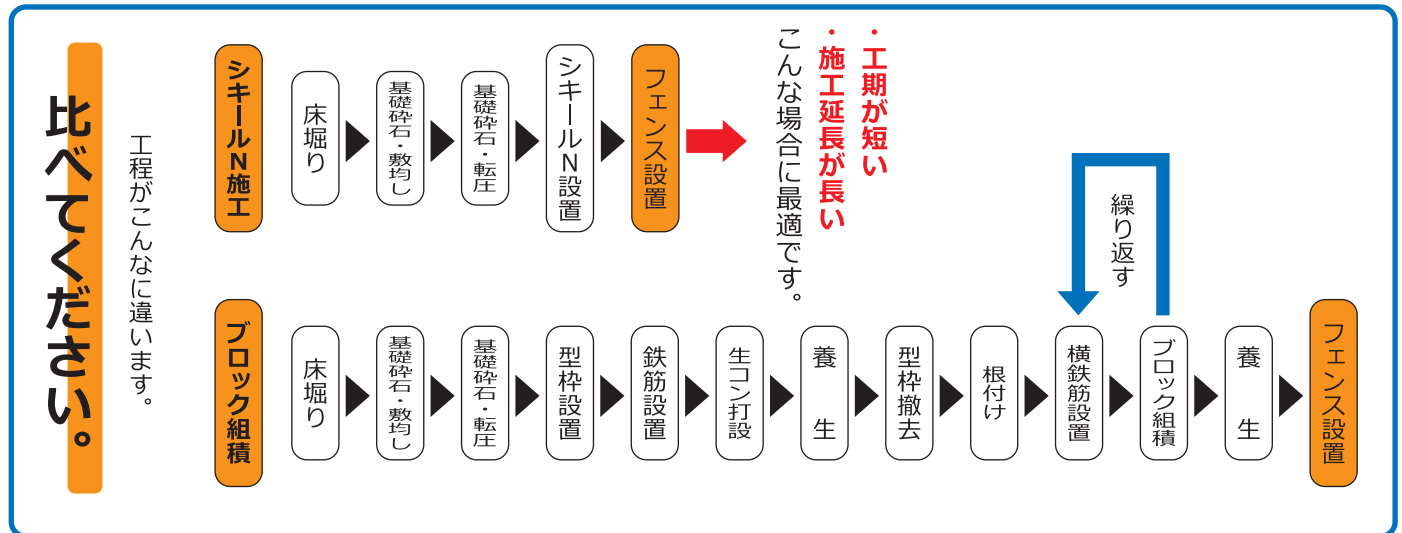 比べてください。
工程がこんなに違います。
シキールN施工
床堀り
基礎砕石・敷均し
基礎砕石・転圧
シキールN設置
フェンス設置
・工期が短い
・施工延長が長い
こんな場合に最適です。
ブロック組積
床堀り
基礎砕石・敷均し
基礎砕石・転圧
型枠設置
鉄筋設置
生コン打設
養生
型枠撤去
根付け
横鉄筋設置
ブロック組積
繰り返す
養生
フェンス設置